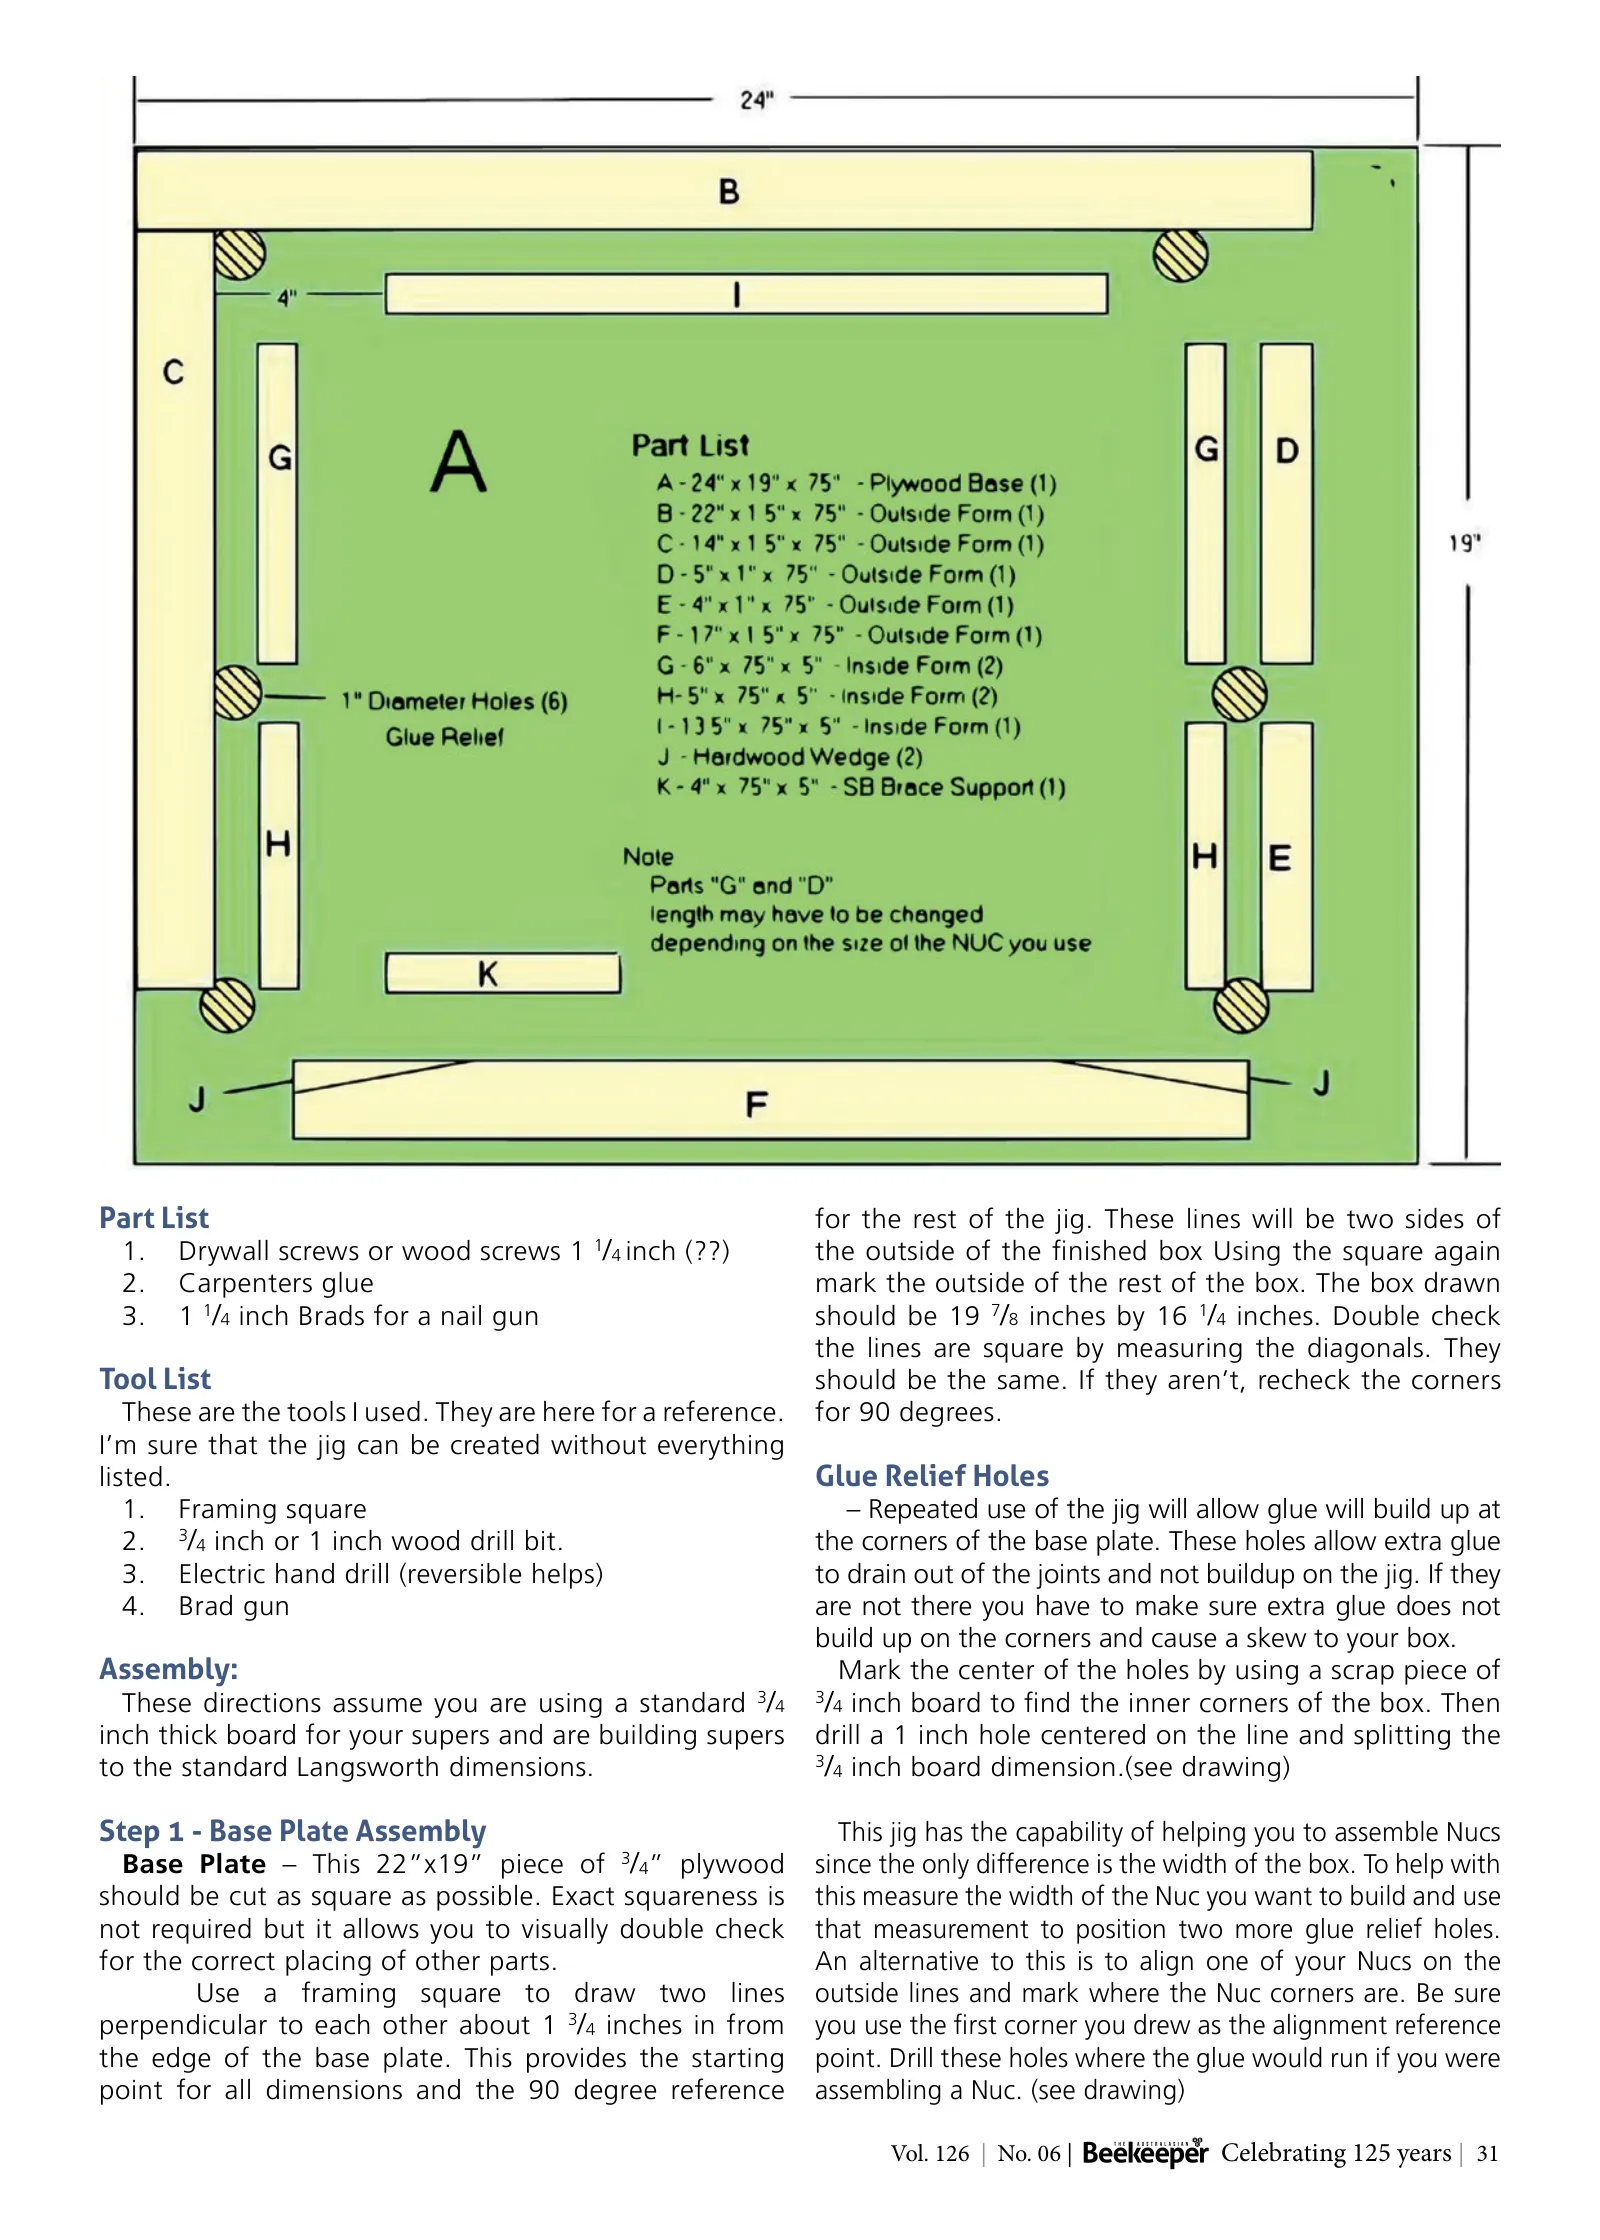 24"
B
4"
I
C
G
A
G
D
19"
Part List
A - 24" x 19" x 75" - Plywood Base (1)
B - 22" x 1 5" x 75" - Outside Form (1)
C - 14" x 1 5" x 75" - Outside Form (1)
D - 5" x 1" x 75" - Outside Form (1)
E - 4" x 1" x 75" - Outside Form (1)
F - 17" x 1 5" x 75" - Outside Form (1)
G - 6" x 75" x 5" - Inside Form (2)
H- 5" x 75" x 5" - Inside Form (2)
I - 13 5" x 75" x 5" - Inside Form (1)
J - Hardwood Wedge (2)
K - 4" x 75" x 5" - SB Brace Support (1)
1" Diameter Holes (6)
Glue Relief
H
H
E
Note
Parts "G" and "D"
length may have to be changed
depending on the size of the NUC you use
K
J
F
J
Part List
1. Drywall screws or wood screws 1 1/4 inch (??)
2. Carpenters glue
3. 1 1/4 inch Brads for a nail gun
Tool List
These are the tools I used. They are here for a reference.
I'm sure that the jig can be created without everything
listed.
1. Framing square
2. 3/4 inch or 1 inch wood drill bit.
3. Electric hand drill (reversible helps)
4. Brad gun
Assembly:
These directions assume you are using a standard 3/4
inch thick board for your supers and are building supers
to the standard Langsworth dimensions.
Step 1 - Base Plate Assembly
Base Plate – This 22"x19" piece of 3/4" plywood
should be cut as square as possible. Exact squareness is
not required but it allows you to visually double check
for the correct placing of other parts.
Use a framing square to draw two lines
perpendicular to each other about 1 3/4 inches in from
the edge of the base plate. This provides the starting
point for all dimensions and the 90 degree reference
for the rest of the jig. These lines will be two sides of
the outside of the finished box Using the square again
mark the outside of the rest of the box. The box drawn
should be 19 7/8 inches by 16 1/4 inches. Double check
the lines are square by measuring the diagonals. They
should be the same. If they aren't, recheck the corners
for 90 degrees.
Glue Relief Holes
– Repeated use of the jig will allow glue will build up at
the corners of the base plate. These holes allow extra glue
to drain out of the joints and not buildup on the jig. If they
are not there you have to make sure extra glue does not
build up on the corners and cause a skew to your box.
Mark the center of the holes by using a scrap piece of
3/4 inch board to find the inner corners of the box. Then
drill a 1 inch hole centered on the line and splitting the
3/4 inch board dimension.(see drawing)
This jig has the capability of helping you to assemble Nucs
since the only difference is the width of the box. To help with
this measure the width of the Nuc you want to build and use
that measurement to position two more glue relief holes.
An alternative to this is to align one of your Nucs on the
outside lines and mark where the Nuc corners are. Be sure
you use the first corner you drew as the alignment reference
point. Drill these holes where the glue would run if you were
assembling a Nuc. (see drawing)
Vol. 126 | No. 06 | THE AUSTRALASIAN Beekeeper Celebrating 125 years | 31